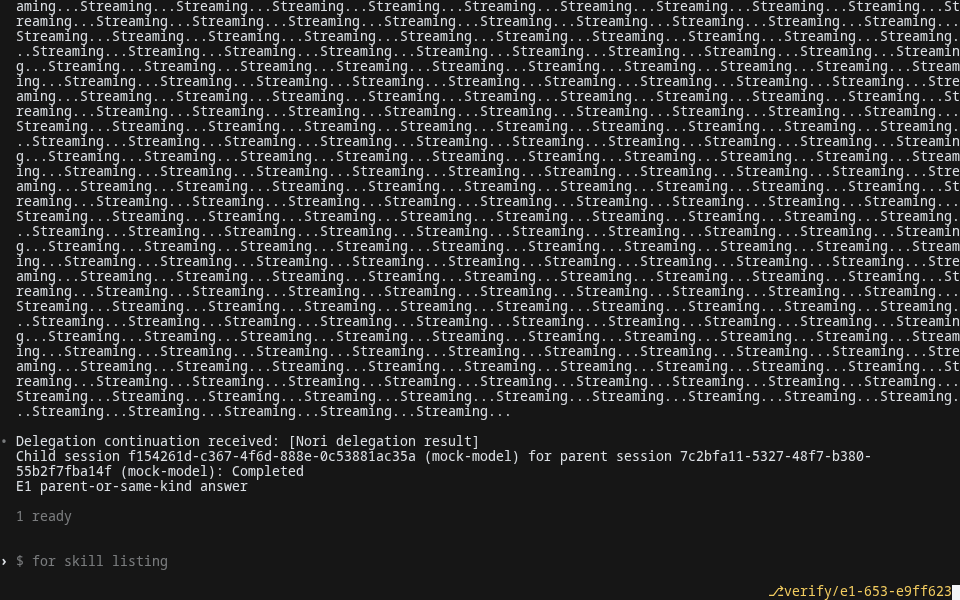 aming...Streaming...Streaming...Streaming...Streaming...Streaming...Streaming...Streaming...Streaming...Streaming...St
reaming...Streaming...Streaming...Streaming...Streaming...Streaming...Streaming...Streaming...Streaming...Streaming...
Streaming...Streaming...Streaming...Streaming...Streaming...Streaming...Streaming...Streaming...Streaming...Streaming.
..Streaming...Streaming...Streaming...Streaming...Streaming...Streaming...Streaming...Streaming...Streaming...Streamin
g...Streaming...Streaming...Streaming...Streaming...Streaming...Streaming...Streaming...Streaming...Streaming...Stream
ing...Streaming...Streaming...Streaming...Streaming...Streaming...Streaming...Streaming...Streaming...Streaming...Stre
aming...Streaming...Streaming...Streaming...Streaming...Streaming...Streaming...Streaming...Streaming...Streaming...St
reaming...Streaming...Streaming...Streaming...Streaming...Streaming...Streaming...Streaming...Streaming...Streaming...
Streaming...Streaming...Streaming...Streaming...Streaming...Streaming...Streaming...Streaming...Streaming...Streaming.
..Streaming...Streaming...Streaming...Streaming...Streaming...Streaming...Streaming...Streaming...Streaming...Streamin
g...Streaming...Streaming...Streaming...Streaming...Streaming...Streaming...Streaming...Streaming...Streaming...Stream
ing...Streaming...Streaming...Streaming...Streaming...Streaming...Streaming...Streaming...Streaming...Streaming...Stre
aming...Streaming...Streaming...Streaming...Streaming...Streaming...Streaming...Streaming...Streaming...Streaming...St
reaming...Streaming...Streaming...Streaming...Streaming...Streaming...Streaming...Streaming...Streaming...Streaming...
Streaming...Streaming...Streaming...Streaming...Streaming...Streaming...Streaming...Streaming...Streaming...Streaming.
..Streaming...Streaming...Streaming...Streaming...Streaming...Streaming...Streaming...Streaming...Streaming...Streamin
g...Streaming...Streaming...Streaming...Streaming...Streaming...Streaming...Streaming...Streaming...Streaming...Stream
ing...Streaming...Streaming...Streaming...Streaming...Streaming...Streaming...Streaming...Streaming...Streaming...Stre
aming...Streaming...Streaming...Streaming...Streaming...Streaming...Streaming...Streaming...Streaming...Streaming...St
reaming...Streaming...Streaming...Streaming...Streaming...Streaming...Streaming...Streaming...Streaming...Streaming...
Streaming...Streaming...Streaming...Streaming...Streaming...Streaming...Streaming...Streaming...Streaming...Streaming.
..Streaming...Streaming...Streaming...Streaming...Streaming...Streaming...Streaming...Streaming...Streaming...Streamin
g...Streaming...Streaming...Streaming...Streaming...Streaming...Streaming...Streaming...Streaming...Streaming...Stream
ing...Streaming...Streaming...Streaming...Streaming...Streaming...Streaming...Streaming...Streaming...Streaming...Stre
aming...Streaming...Streaming...Streaming...Streaming...Streaming...Streaming...Streaming...Streaming...Streaming...St
reaming...Streaming...Streaming...Streaming...Streaming...Streaming...Streaming...Streaming...Streaming...Streaming...
Streaming...Streaming...Streaming...Streaming...Streaming...Streaming...Streaming...Streaming...Streaming...Streaming.
..Streaming...Streaming...Streaming...Streaming...Streaming...
• Delegation continuation received: [Nori delegation result]
Child session f154261d-c367-4f6d-888e-0c53881ac35a (mock-model) for parent session 7c2bfa11-5327-48f7-b380-
55b2f7fba14f (mock-model): Completed
E1 parent-or-same-kind answer
1 ready
› $ for skill listing
⎇verify/e1-653-e9ff623